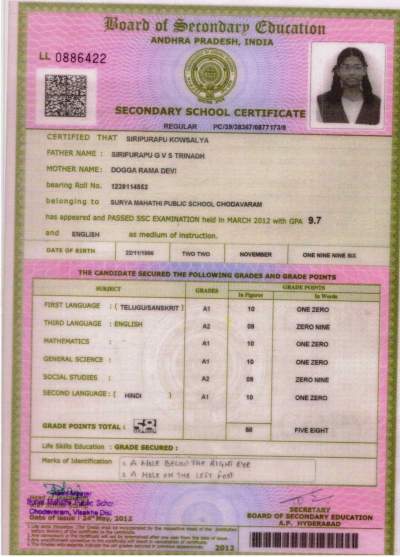 Board of Secondary Education
ANDHRA PRADESH, INDIA
LL 0886422
SECONDARY SCHOOL CERTIFICATE
REGULAR PC/39/38367/0877173/8
CERTIFIED THAT SIRIPURAPU KOWSALYA
FATHER NAME : SIRIPURAPU G V S TRINADH
MOTHER NAME: DOGGA RAMA DEVI
bearing Roll No. 1229114552
belonging to SURYA MAHATHI PUBLIC SCHOOL CHODAVARAM
has appeared and PASSED SSC EXAMINATION held in MARCH 2012 with GPA 9.7
and ENGLISH as medium of instruction.
DATE OF BIRTH 22/11/1996 TWO TWO NOVEMBER ONE NINE NINE SIX
THE CANDIDATE SECURED THE FOLLOWING GRADES AND GRADE POINTS
SUBJECT GRADES GRADE POINTS
In Figures In Words
FIRST LANGUAGE : ( TELUGU/SANSKRIT ) A1 10 ONE ZERO
THIRD LANGUAGE : ENGLISH A2 09 ZERO NINE
MATHEMATICS : A1 10 ONE ZERO
GENERAL SCIENCE : A1 10 ONE ZERO
SOCIAL STUDIES : A2 09 ZERO NINE
SECOND LANGUAGE : [ HINDI ] A1 10 ONE ZERO
GRADE POINTS TOTAL : 58 58 FIVE EIGHT
Life Skills Education : GRADE SECURED :
Marks of Identification 1. A MOLE BELOW THE RIGHT EYE
2. A MOLE ON THE LEFT FOOT
Surya Mahathi Public School
Chodavaram, Visakha Dist.
Date of issue : 24th May, 2012
SECRETARY
BOARD OF SECONDARY EDUCATION
A.P. HYDERABAD
2012